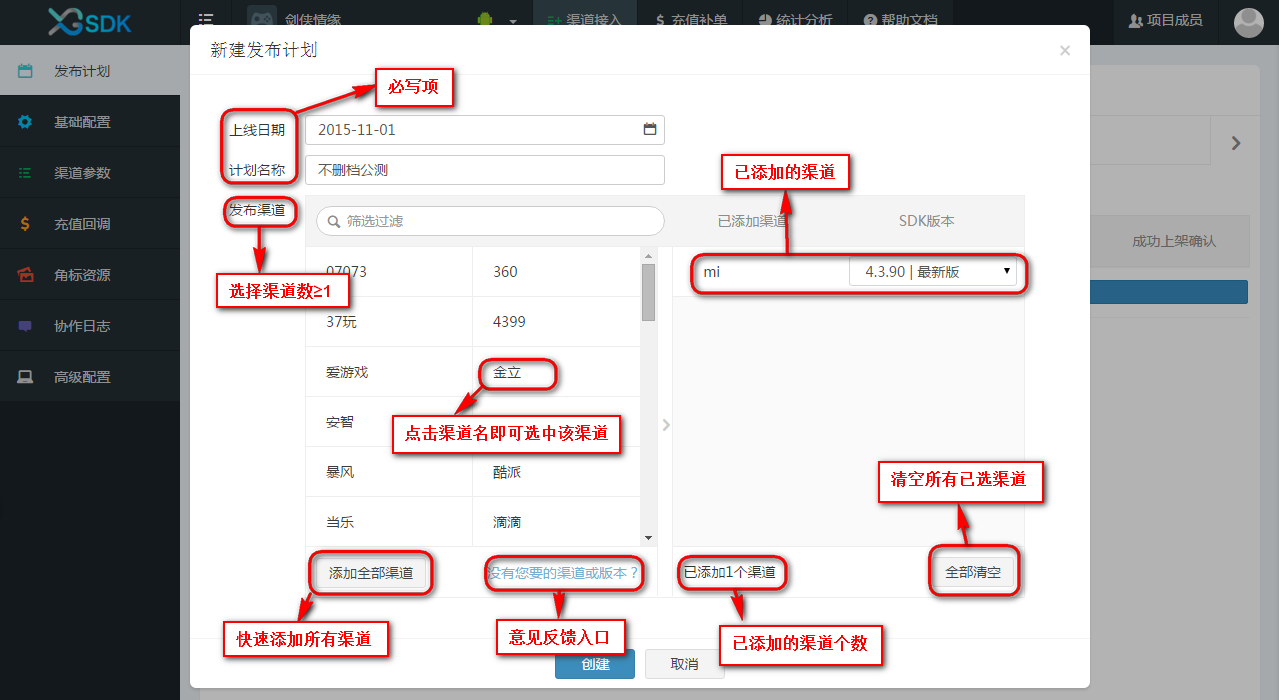 XGSDK
剑侠情缘
渠道接入
充值补单
统计分析
帮助文档
项目成员
发布计划
基础配置
渠道参数
充值回调
角标资源
协作日志
高级配置
新建发布计划
×
必写项
上线日期
2015-11-01
计划名称
不删档公测
已添加的渠道
发布渠道
筛选过滤
已添加渠道
SDK版本
成功上架确认
选择渠道数≥1
07073
360
mi
4.3.90 | 最新版
37玩
4399
爱游戏
金立
安智
点击渠道名即可选中该渠道
暴风
酷派
清空所有已选渠道
当乐
滴滴
添加全部渠道
没有您要的渠道或版本？
已添加1个渠道
全部清空
快速添加所有渠道
意见反馈入口
已添加的渠道个数
创建
取消